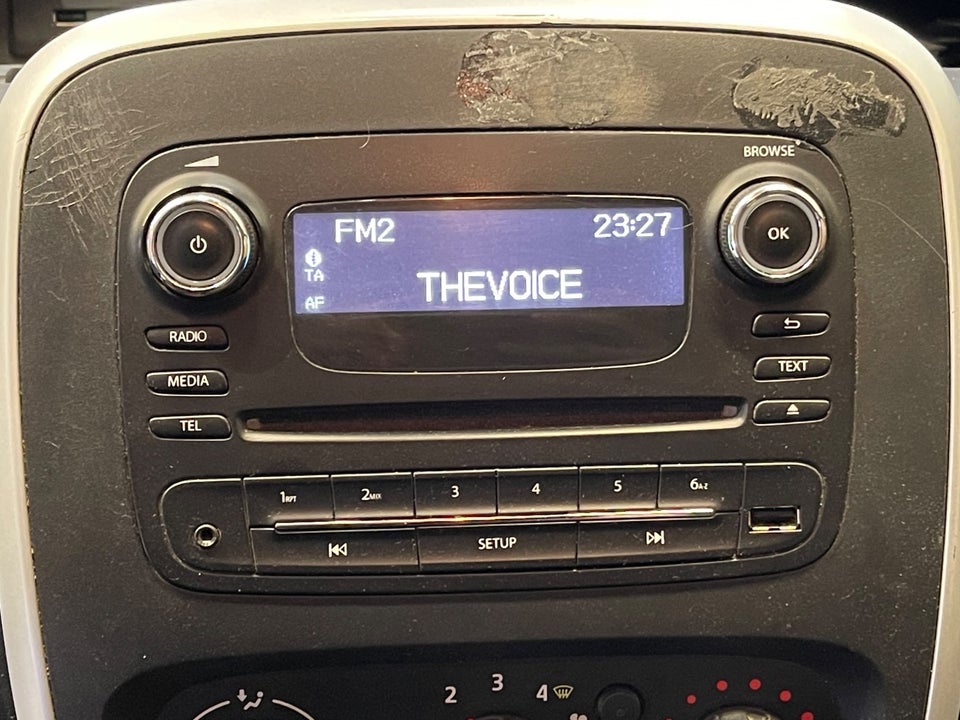 BROWSE
FM2 23:27
OK
TA
THEVOICE
AF
RADIO
TEXT
MEDIA
TEL
1RPT 2MIX 3 4 5 6A-Z
SETUP
2 3 4